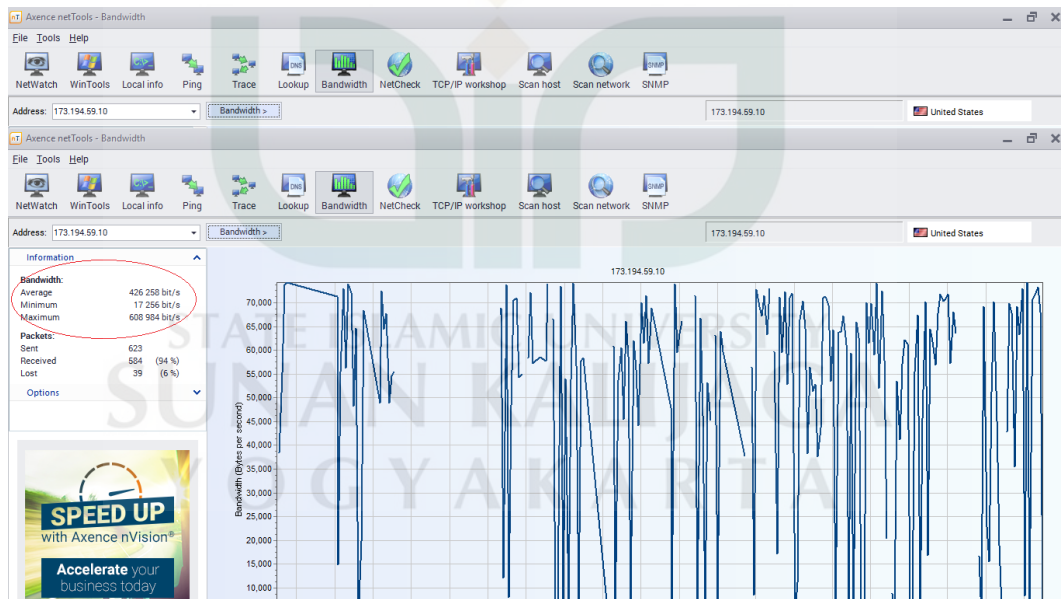 nT Axence netTools - Bandwidth
File Tools Help
NetWatch WinTools Local info Ping Trace Lookup Bandwidth NetCheck TCP/IP workshop Scan host Scan network SNMP
Address: 173.194.59.10 Bandwidth > 173.194.59.10 United States
nT Axence netTools - Bandwidth
File Tools Help
NetWatch WinTools Local info Ping Trace Lookup Bandwidth NetCheck TCP/IP workshop Scan host Scan network SNMP
Address: 173.194.59.10 Bandwidth > 173.194.59.10 United States
Information
Bandwidth:
Average 426 258 bit/s
Minimum 17 256 bit/s
Maximum 608 984 bit/s
Packets:
Sent 623
Received 584 (94 %)
Lost 39 (6 %)
Options
SPEED UP
with Axence nVision®
Accelerate your
business today
173.194.59.10
Bandwidth (Bytes per second)
70,000
65,000
60,000
55,000
50,000
45,000
40,000
35,000
30,000
25,000
20,000
15,000
10,000
STATE ISLAMIC UNIVERSITY
SUNAN KALIJAGA
YOGYAKARTA